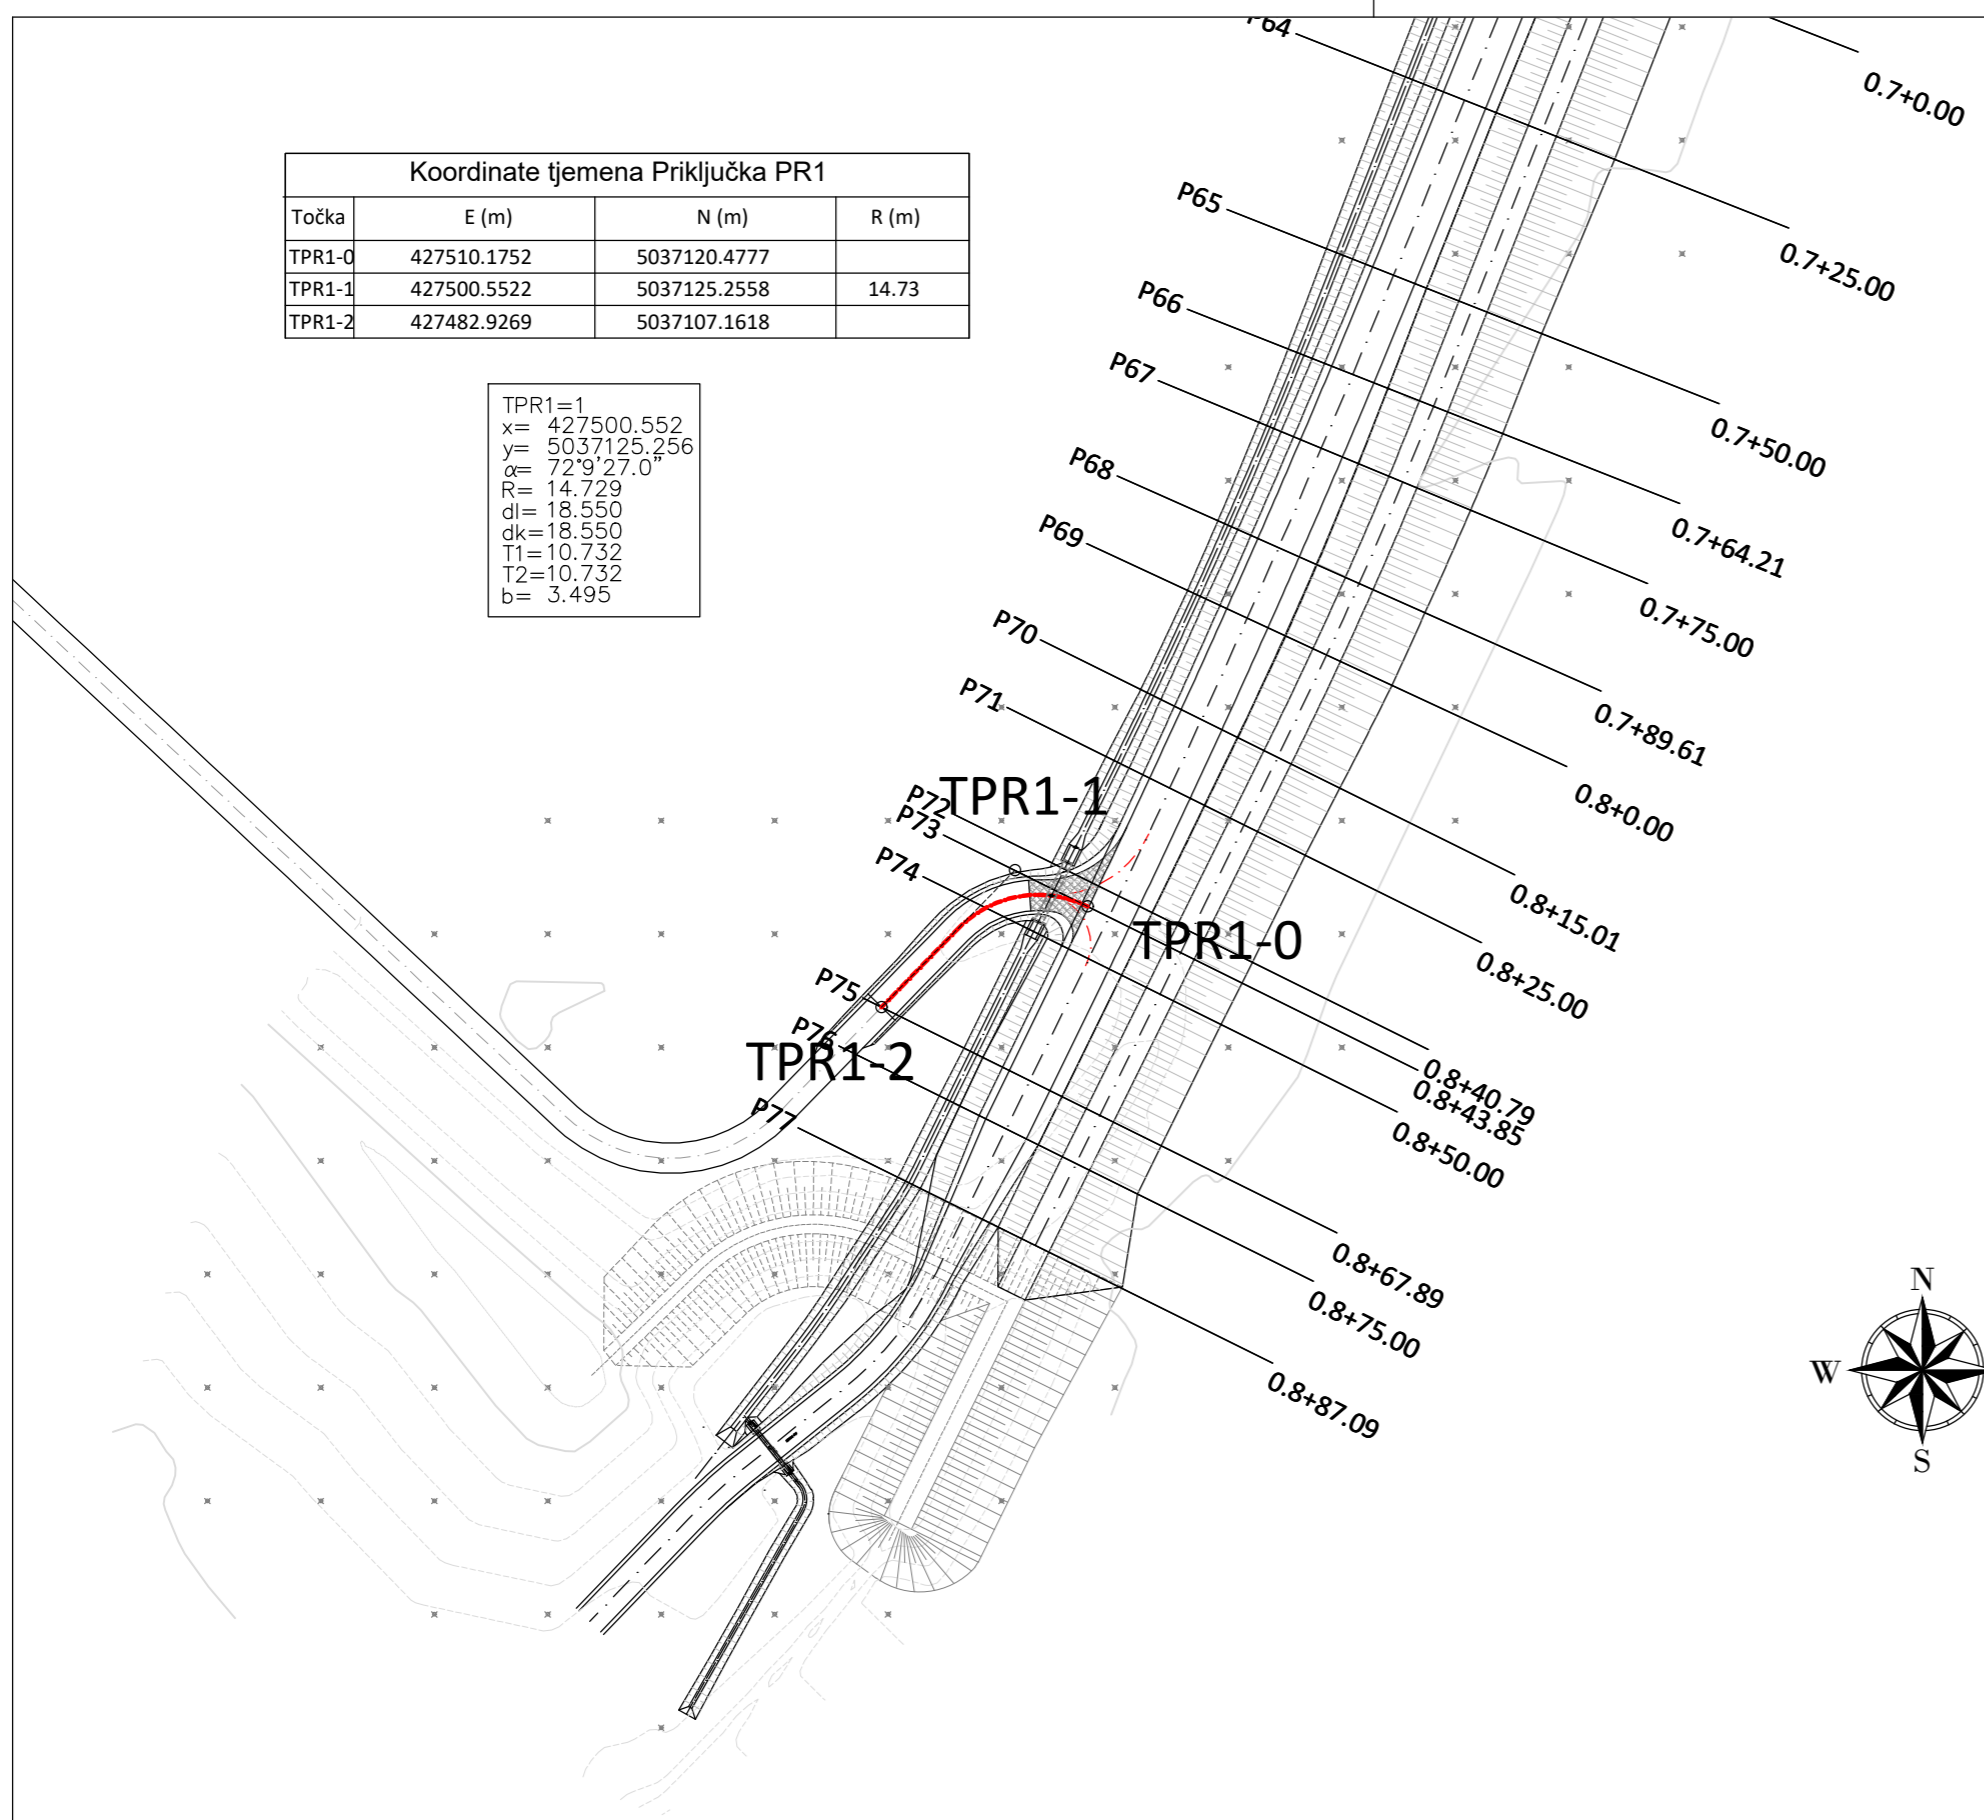 P64
0.7+0.00
Koordinate tjemena Priključka PR1
Točka E (m) N (m) R (m)
TPR1-0 427510.1752 5037120.4777
TPR1-1 427500.5522 5037125.2558 14.73
TPR1-2 427482.9269 5037107.1618
TPR1=1
x= 427500.552
y= 5037125.256
α= 72°9'27.0"
R= 14.729
dl= 18.550
dk=18.550
T1=10.732
T2=10.732
b= 3.495
P65
0.7+25.00
P66
0.7+50.00
P67
0.7+64.21
P68
0.7+75.00
P69
0.7+89.61
P70
0.8+0.00
P71
0.8+15.01
TPR1-1
P72
0.8+25.00
P73
P74
TPR1-0
0.8+40.79
0.8+43.85
0.8+50.00
P75
P76
TPR1-2
P77
0.8+67.89
0.8+75.00
0.8+87.09
N
W
S